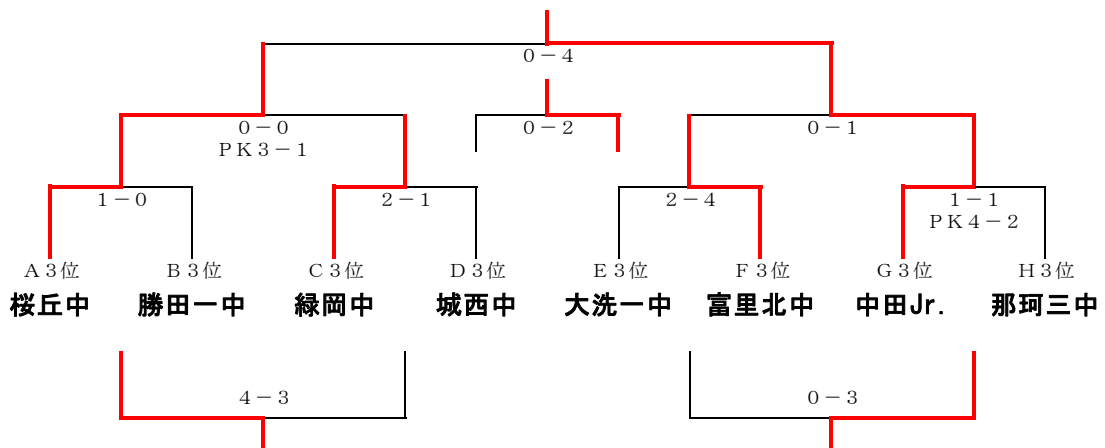 ０－４
０－０
ＰＫ３－１
０－２
０－１
１－０
２－１
２－４
１－１
ＰＫ４－２
Ａ３位 Ｂ３位 Ｃ３位 Ｄ３位 Ｅ３位 Ｆ３位 Ｇ３位 Ｈ３位
桜丘中 勝田一中 緑岡中 城西中 大洗一中 富里北中 中田Jr. 那珂三中
４－３ ０－３